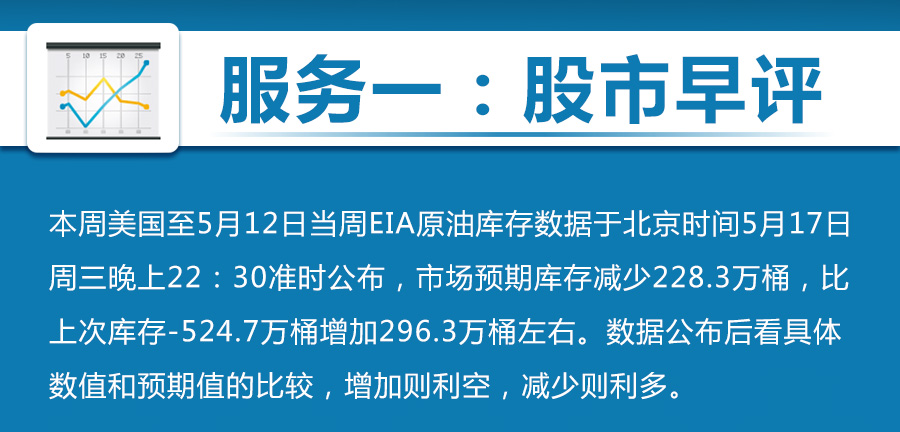 服务一：股市早评
5 10 15 20 25
本周美国至5月12日当周EIA原油库存数据于北京时间5月17日
周三晚上22：30准时公布，市场预期库存减少228.3万桶，比
上次库存-524.7万桶增加296.3万桶左右。数据公布后看具体
数值和预期值的比较，增加则利空，减少则利多。